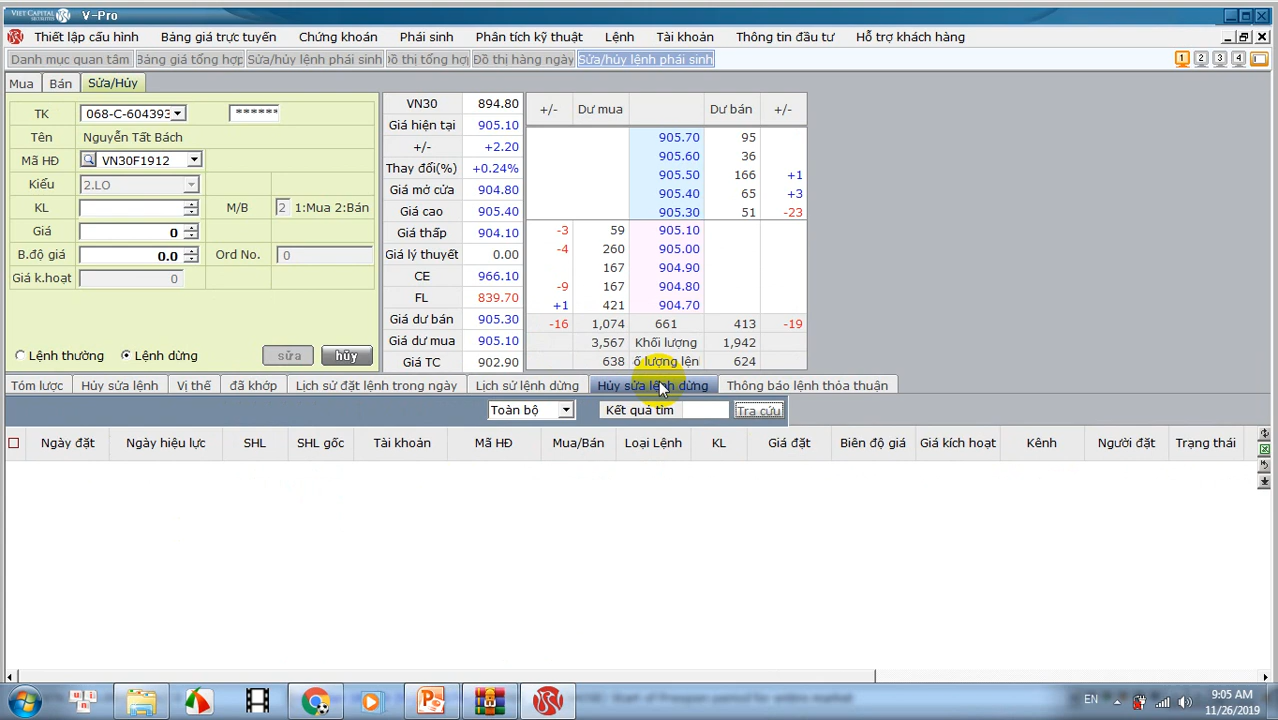 VIET CAPITAL SECURITIES V-Pro
Thiết lập cấu hình Bảng giá trực tuyến Chứng khoán Phái sinh Phân tích kỹ thuật Lệnh Tài khoản Thông tin đầu tư Hỗ trợ khách hàng
Danh mục quan tâm Bảng giá tổng hợp Sửa/hủy lệnh phái sinh ồ thị tổng hợ Đồ thị hàng ngày Sửa/hủy lệnh phái sinh 1 2 3 4
Mua Bán Sửa/Hủy
TK 068-C-604393 ******
Tên Nguyễn Tất Bách
Mã HĐ VN30F1912
Kiểu 2.LO
KL M/B 2 1:Mua 2:Bán
Giá 0
B.độ giá 0.0 Ord No. 0
Giá k.hoạt 0
Lệnh thường Lệnh dừng sửa hủy
VN30 894.80
Giá hiện tại 905.10
+/- +2.20
Thay đổi(%) +0.24%
Giá mở cửa 904.80
Giá cao 905.40
Giá thấp 904.10
Giá lý thuyết 0.00
CE 966.10
FL 839.70
Giá dư bán 905.30
Giá dư mua 905.10
Giá TC 902.90
+/- Dư mua Dư bán +/-
905.70 95
905.60 36
905.50 166 +1
905.40 65 +3
905.30 51 -23
-3 59 905.10
-4 260 905.00
167 904.90
-9 167 904.80
+1 421 904.70
-16 1,074 661 413 -19
3,567 Khối lượng 1,942
638 ố lượng lện 624
Tóm lược Hủy sửa lệnh Vị thế đã khớp Lịch sử đặt lệnh trong ngày Lịch sử lệnh dừng Hủy sửa lệnh dừng Thông báo lệnh thỏa thuận
Toàn bộ Kết quả tìm Tra cứu
Ngày đặt Ngày hiệu lực SHL SHL gốc Tài khoản Mã HĐ Mua/Bán Loại Lệnh KL Giá đặt Biên độ giá Giá kích hoạt Kênh Người đặt Trạng thái
EN 9:05 AM
11/26/2019